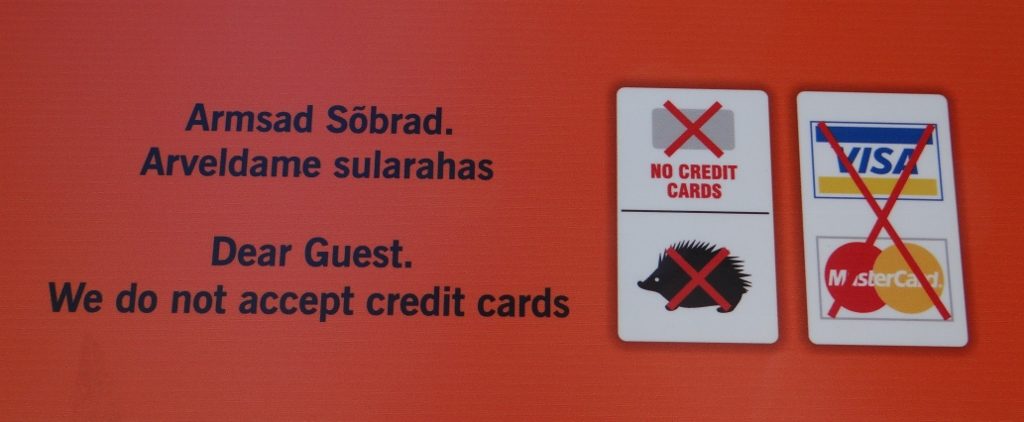 Armsad Sõbrad.
Arveldame sularahas
Dear Guest.
We do not accept credit cards
NO CREDIT
CARDS
VISA
MasterCard.